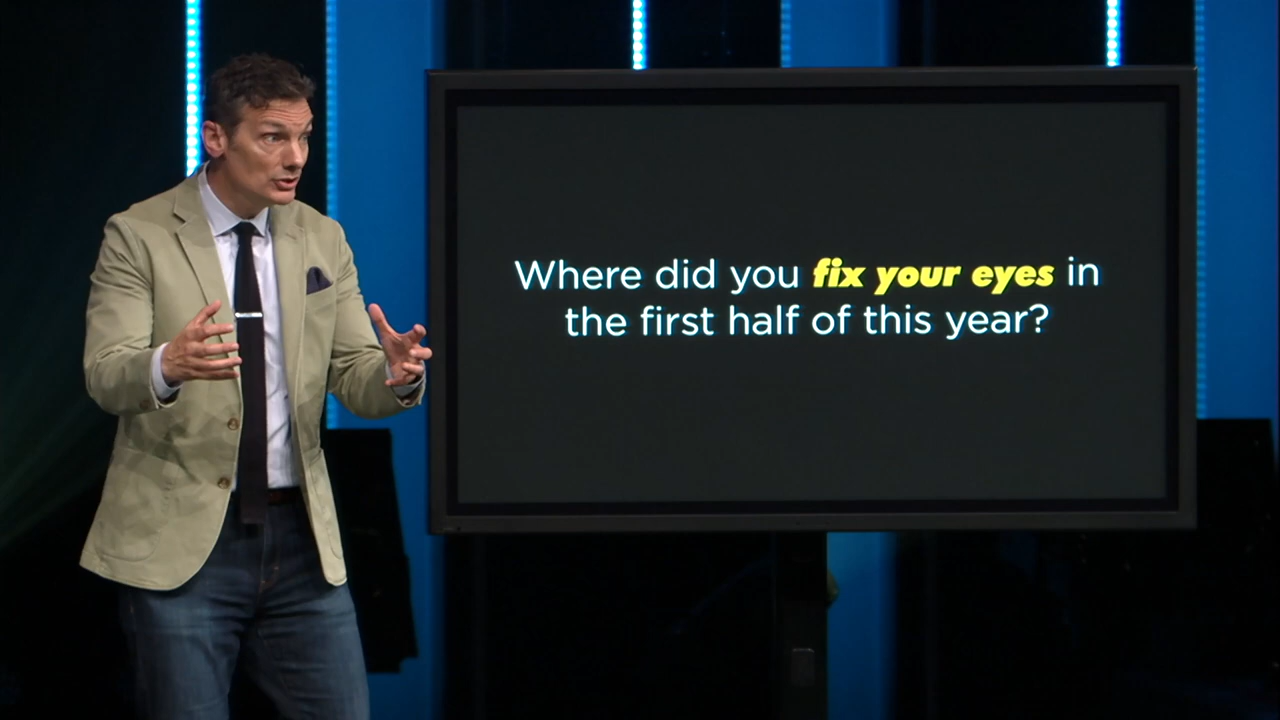 Where did you fix your eyes in
the first half of this year?